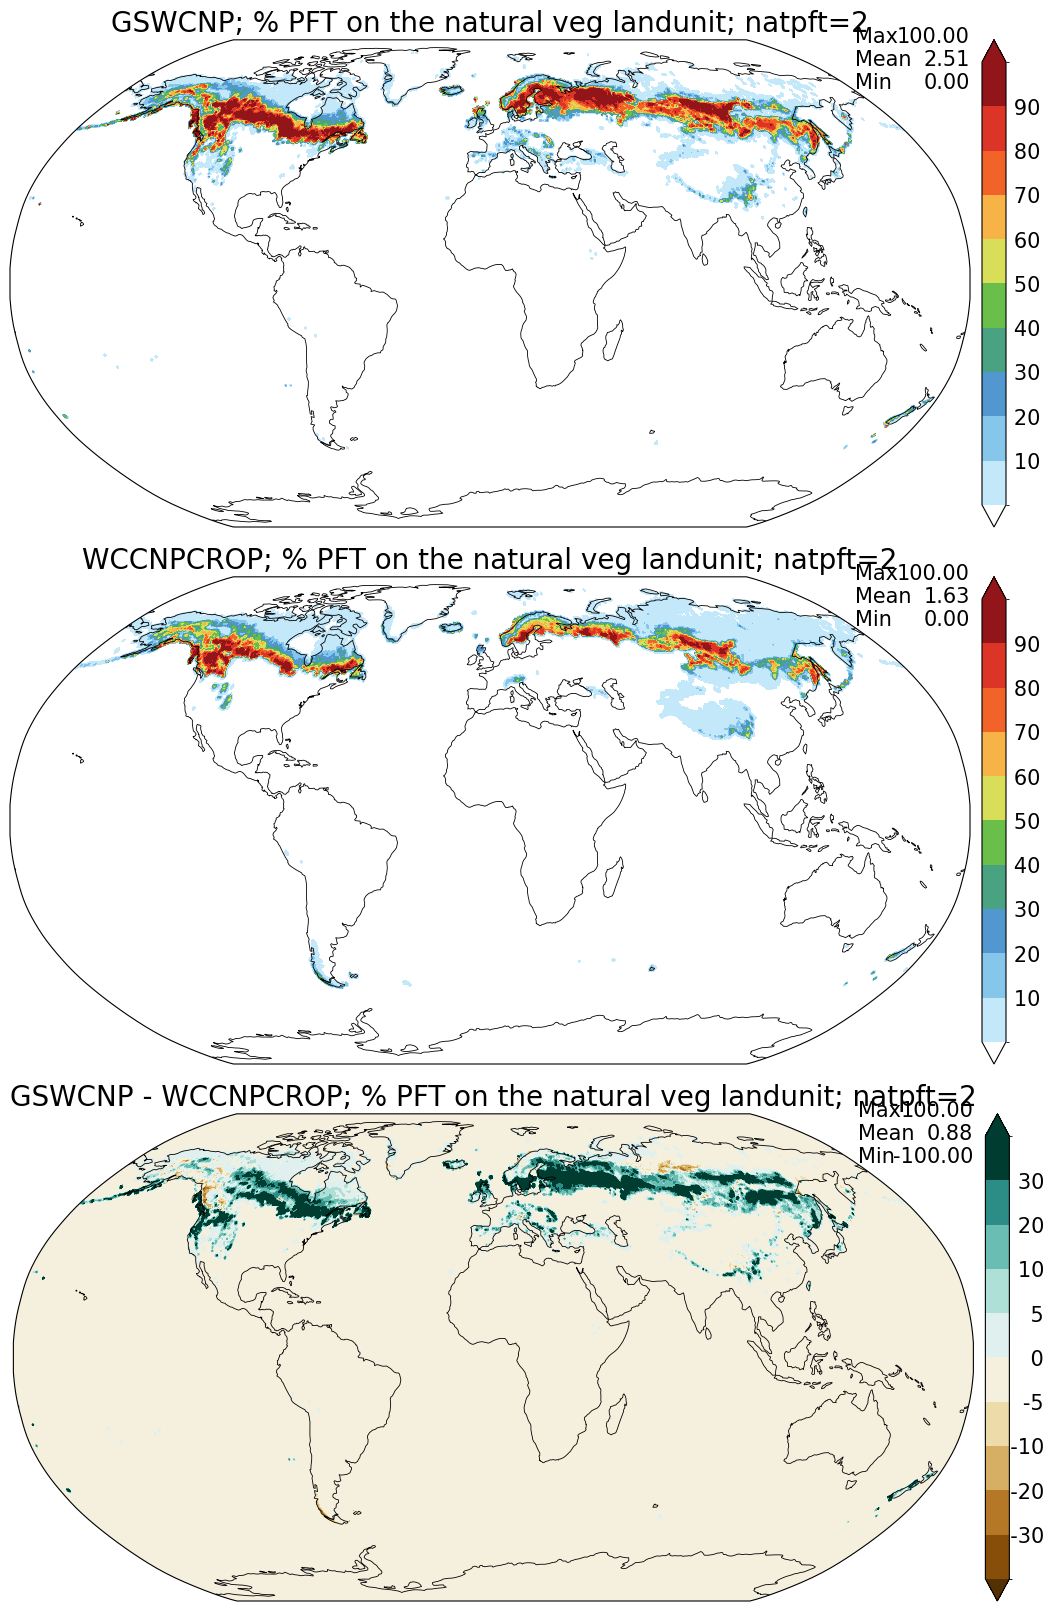 GSWCNP; % PFT on the natural veg landunit; natpft=2
Max100.00
Mean 2.51
Min 0.00
90
80
70
60
50
40
30
20
10
WCCNPCROP; % PFT on the natural veg landunit; natpft=2
Max100.00
Mean 1.63
Min 0.00
90
80
70
60
50
40
30
20
10
GSWCNP - WCCNPCROP; % PFT on the natural veg landunit; natpft=2
Max100.00
Mean 0.88
Min-100.00
30
20
10
5
0
-5
-10
-20
-30